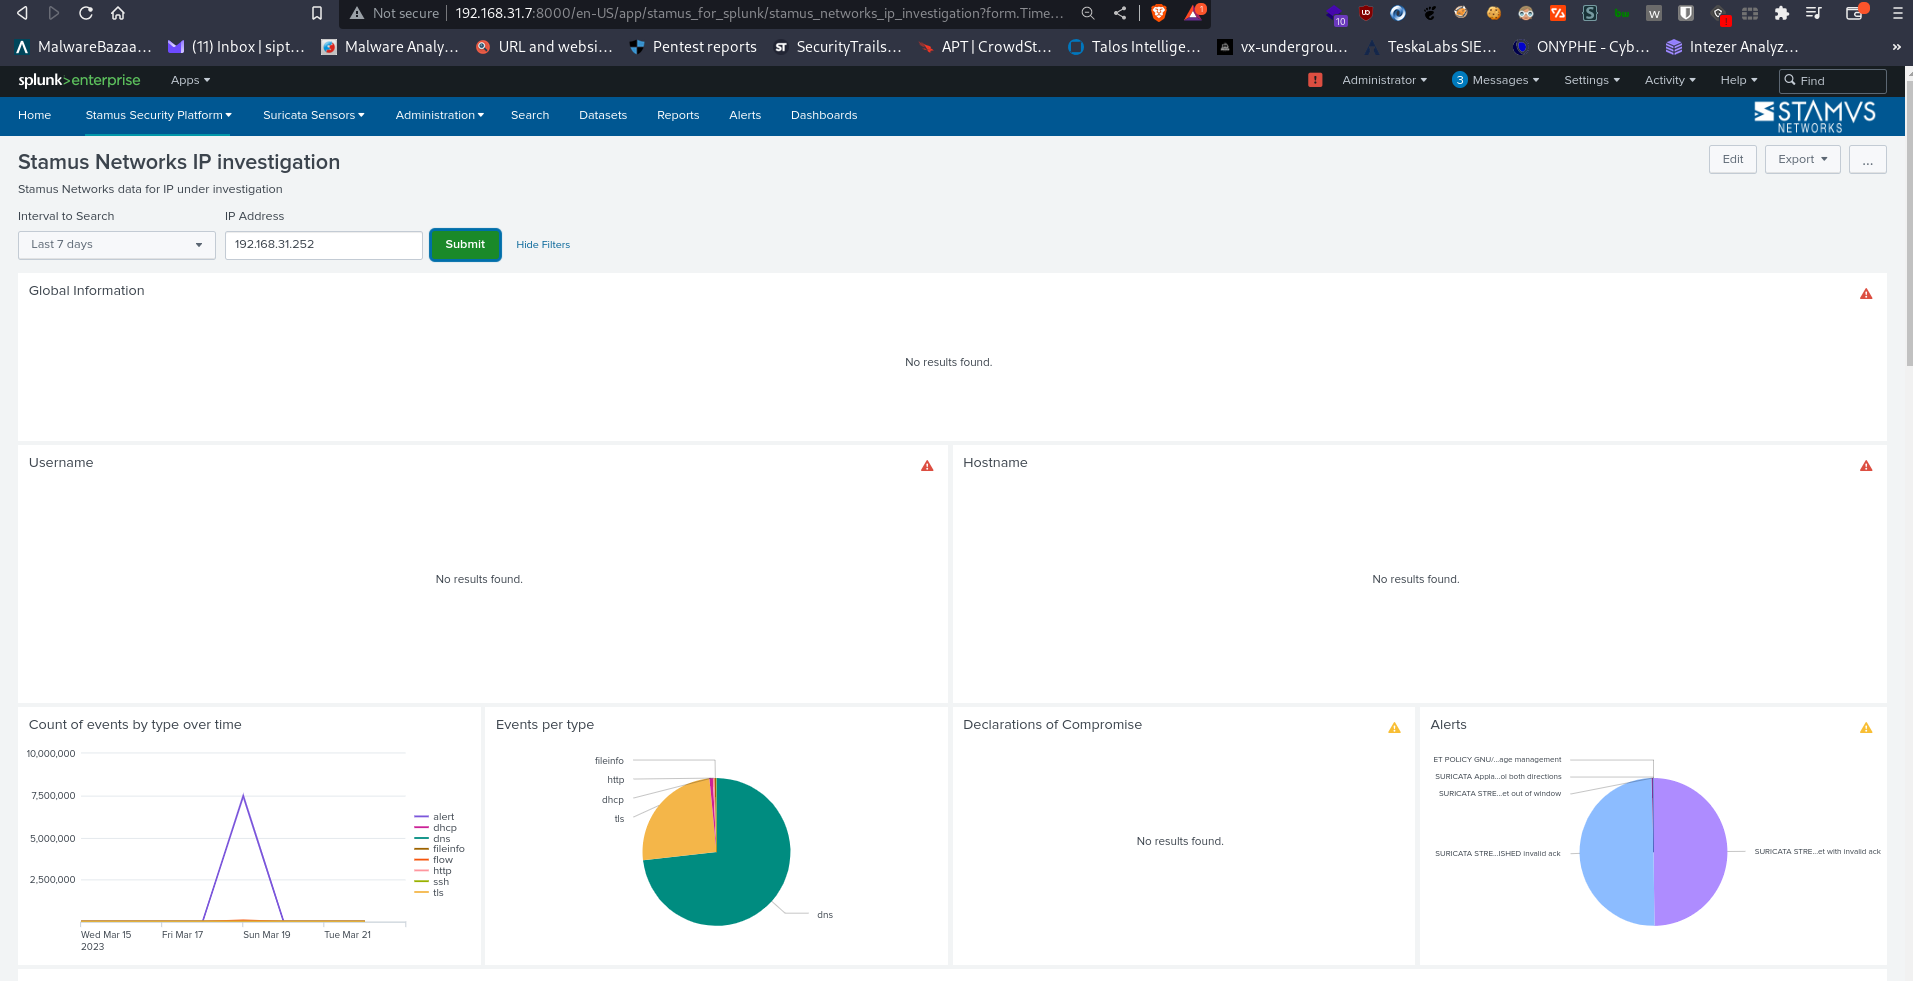 Not secure 192.168.31.7:8000/en-US/app/stamus_for_splunk/stamus_networks_ip_investigation?form.Time...
1
10
MalwareBazaa... (11) Inbox | sipt... Malware Analy... URL and websi... Pentest reports ST SecurityTrails... APT | CrowdSt... Talos Intellige... vx-undergrou... TeskaLabs SIE... ONYPHE - Cyb... Intezer Analyz... »
splunk>enterprise Apps Administrator 3 Messages Settings Activity Help Find
Home Stamus Security Platform Suricata Sensors Administration Search Datasets Reports Alerts Dashboards STAMVS NETWORKS
Stamus Networks IP investigation Edit Export ...
Stamus Networks data for IP under investigation
Interval to Search IP Address
Last 7 days 192.168.31.252 Submit Hide Filters
Global Information
No results found.
Username Hostname
No results found. No results found.
Count of events by type over time
10,000,000
7,500,000
5,000,000
2,500,000
Wed Mar 15 Fri Mar 17 Sun Mar 19 Tue Mar 21
2023
alert
dhcp
dns
fileinfo
flow
http
ssh
tls
Events per type
fileinfo
http
dhcp
tls
dns
Declarations of Compromise
No results found.
Alerts
ET POLICY GNU/...age management
SURICATA Appla...ol both directions
SURICATA STRE...et out of window
SURICATA STRE...ISHED invalid ack
SURICATA STRE...et with invalid ack